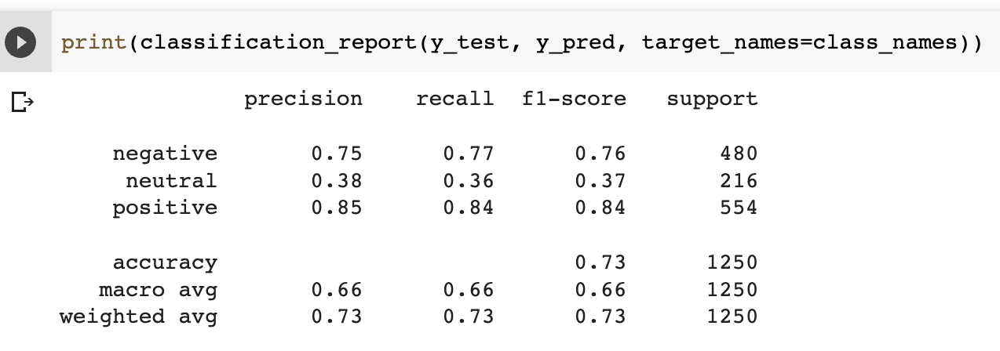 print(classification_report(y_test, y_pred, target_names=class_names))
precision recall f1-score support
negative 0.75 0.77 0.76 480
neutral 0.38 0.36 0.37 216
positive 0.85 0.84 0.84 554
accuracy 0.73 1250
macro avg 0.66 0.66 0.66 1250
weighted avg 0.73 0.73 0.73 1250